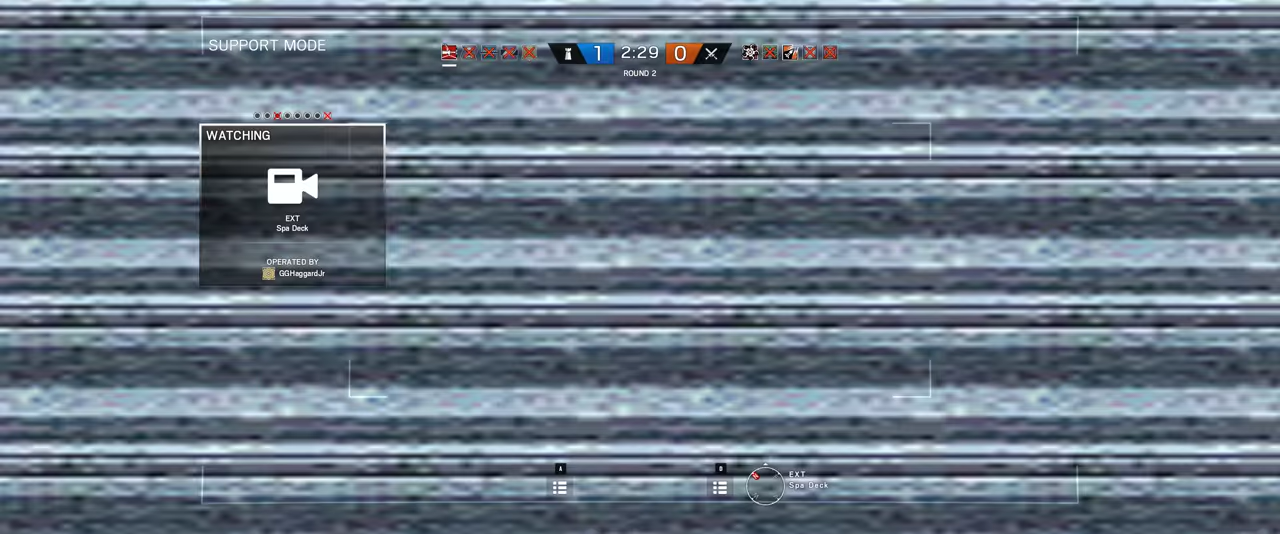 SUPPORT MODE
1 2:29 0
ROUND 2
WATCHING
EXT
Spa Deck
OPERATED BY
GGHaggardJr
A
D
EXT
Spa Deck